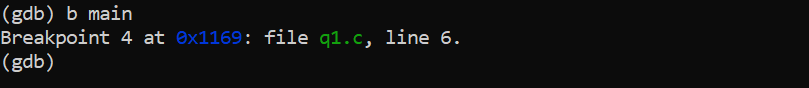 (gdb) b main
Breakpoint 4 at 0x1169: file q1.c, line 6.
(gdb)